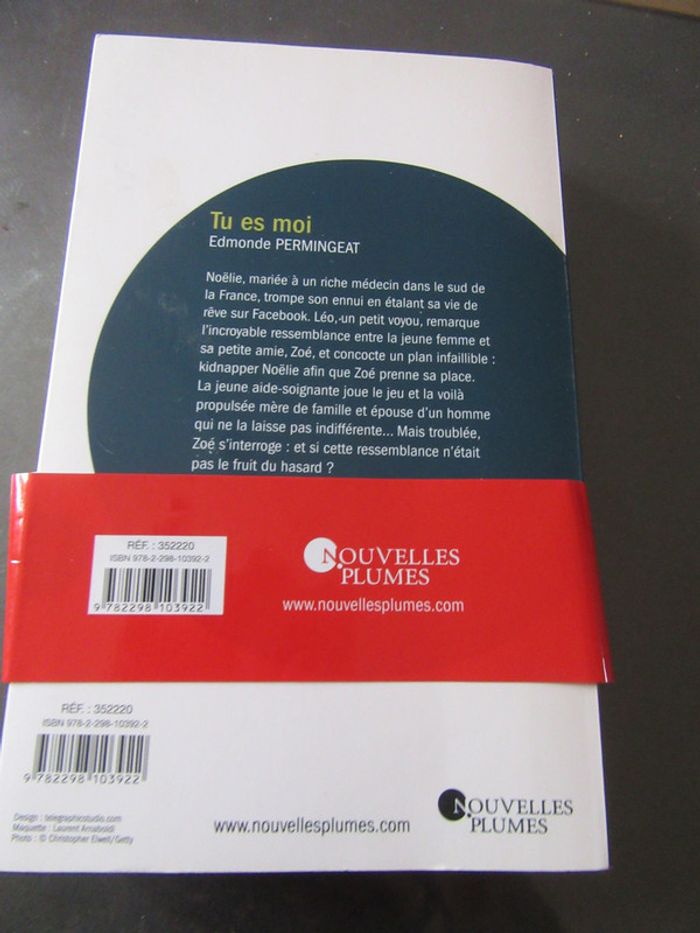 Tu es moi
Edmonde PERMINGEAT
Noëlie, mariée à un riche médecin dans le sud de
la France, trompe son ennui en étalant sa vie de
rêve sur Facebook. Léo, un petit voyou, remarque
l'incroyable ressemblance entre la jeune femme et
sa petite amie, Zoé, et concocte un plan infaillible :
kidnapper Noëlie afin que Zoé prenne sa place.
La jeune aide-soignante joue le jeu et la voilà
propulsée mère de famille et épouse d'un homme
qui ne la laisse pas indifférente... Mais troublée,
Zoé s'interroge : et si cette ressemblance n'était
pas le fruit du hasard ?
RÉF. : 352220
ISBN 978-2-298-10392-2
9 782298 103922
NOUVELLES
PLUMES
www.nouvellesplumes.com
RÉF. : 352220
ISBN 978-2-298-10392-2
9 782298 103922
Design : telegraphicstudio.com
Maquette : Laurent Arnaboldi
Photo : © Christopher Elwell/Getty
www.nouvellesplumes.com
NOUVELLES
PLUMES